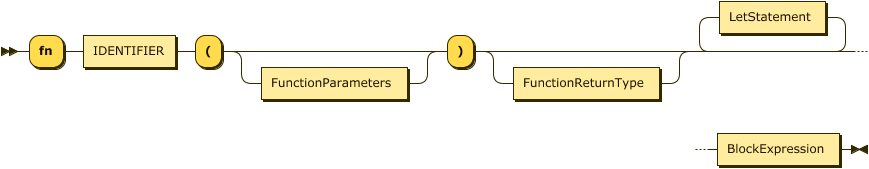 LetStatement
fn IDENTIFIER ( )
FunctionParameters FunctionReturnType
BlockExpression